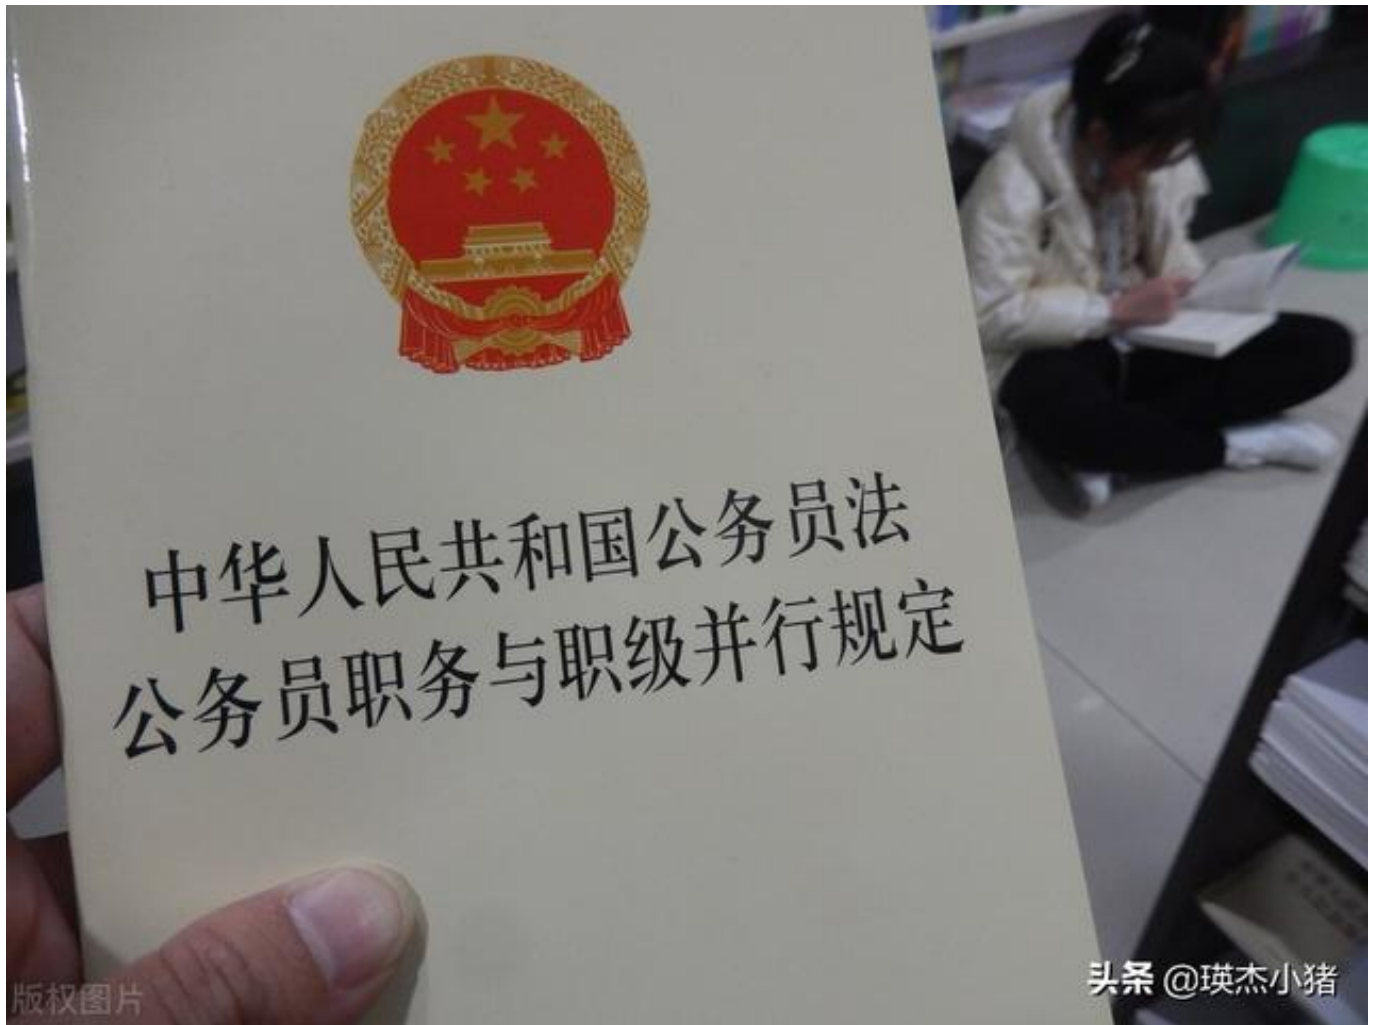 中华人民共和国公务员法
公务员职务与职级并行规定
版权图片
头条 @瑛杰小猪